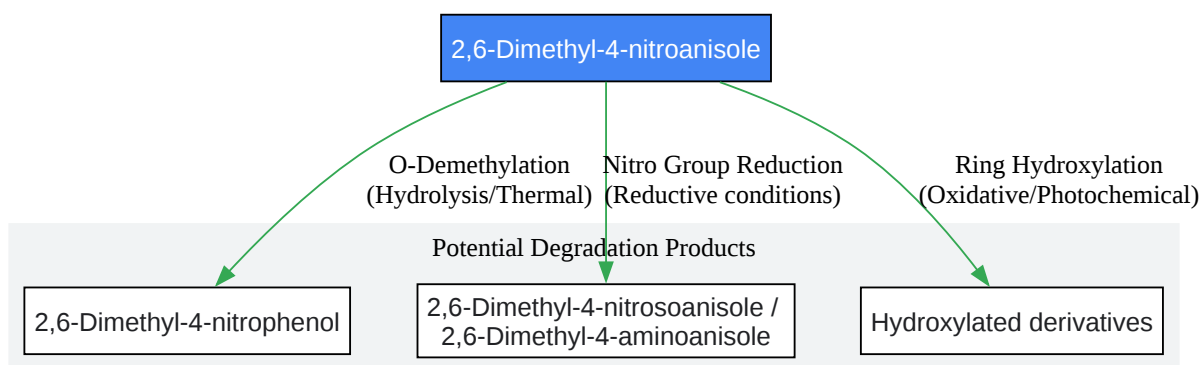 2,6-Dimethyl-4-nitroanisole
O-Demethylation
(Hydrolysis/Thermal)
Nitro Group Reduction
(Reductive conditions)
Ring Hydroxylation
(Oxidative/Photochemical)
Potential Degradation Products
2,6-Dimethyl-4-nitrophenol
2,6-Dimethyl-4-nitrosoanisole /
2,6-Dimethyl-4-aminoanisole
Hydroxylated derivatives